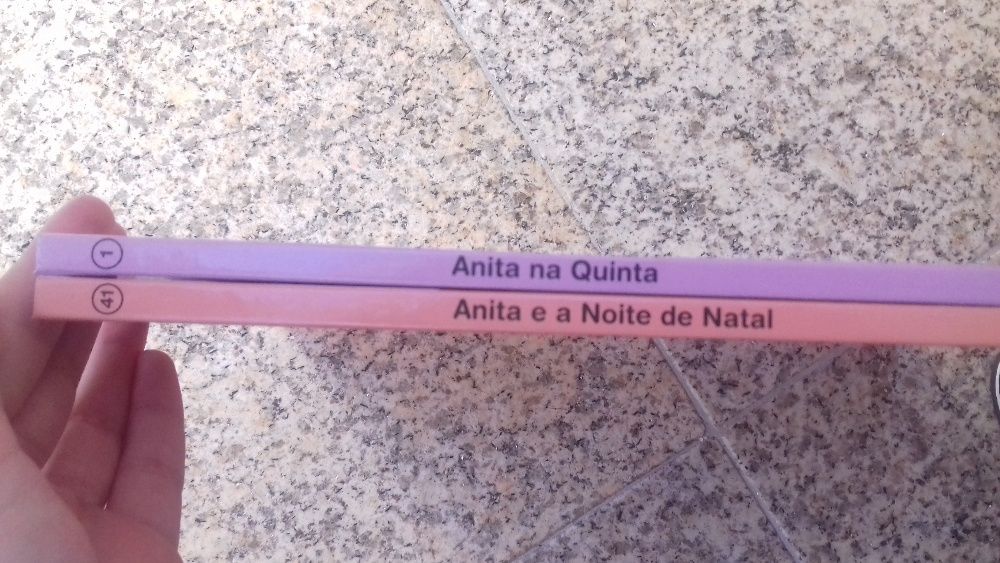 1 Anita na Quinta
41 Anita e a Noite de Natal